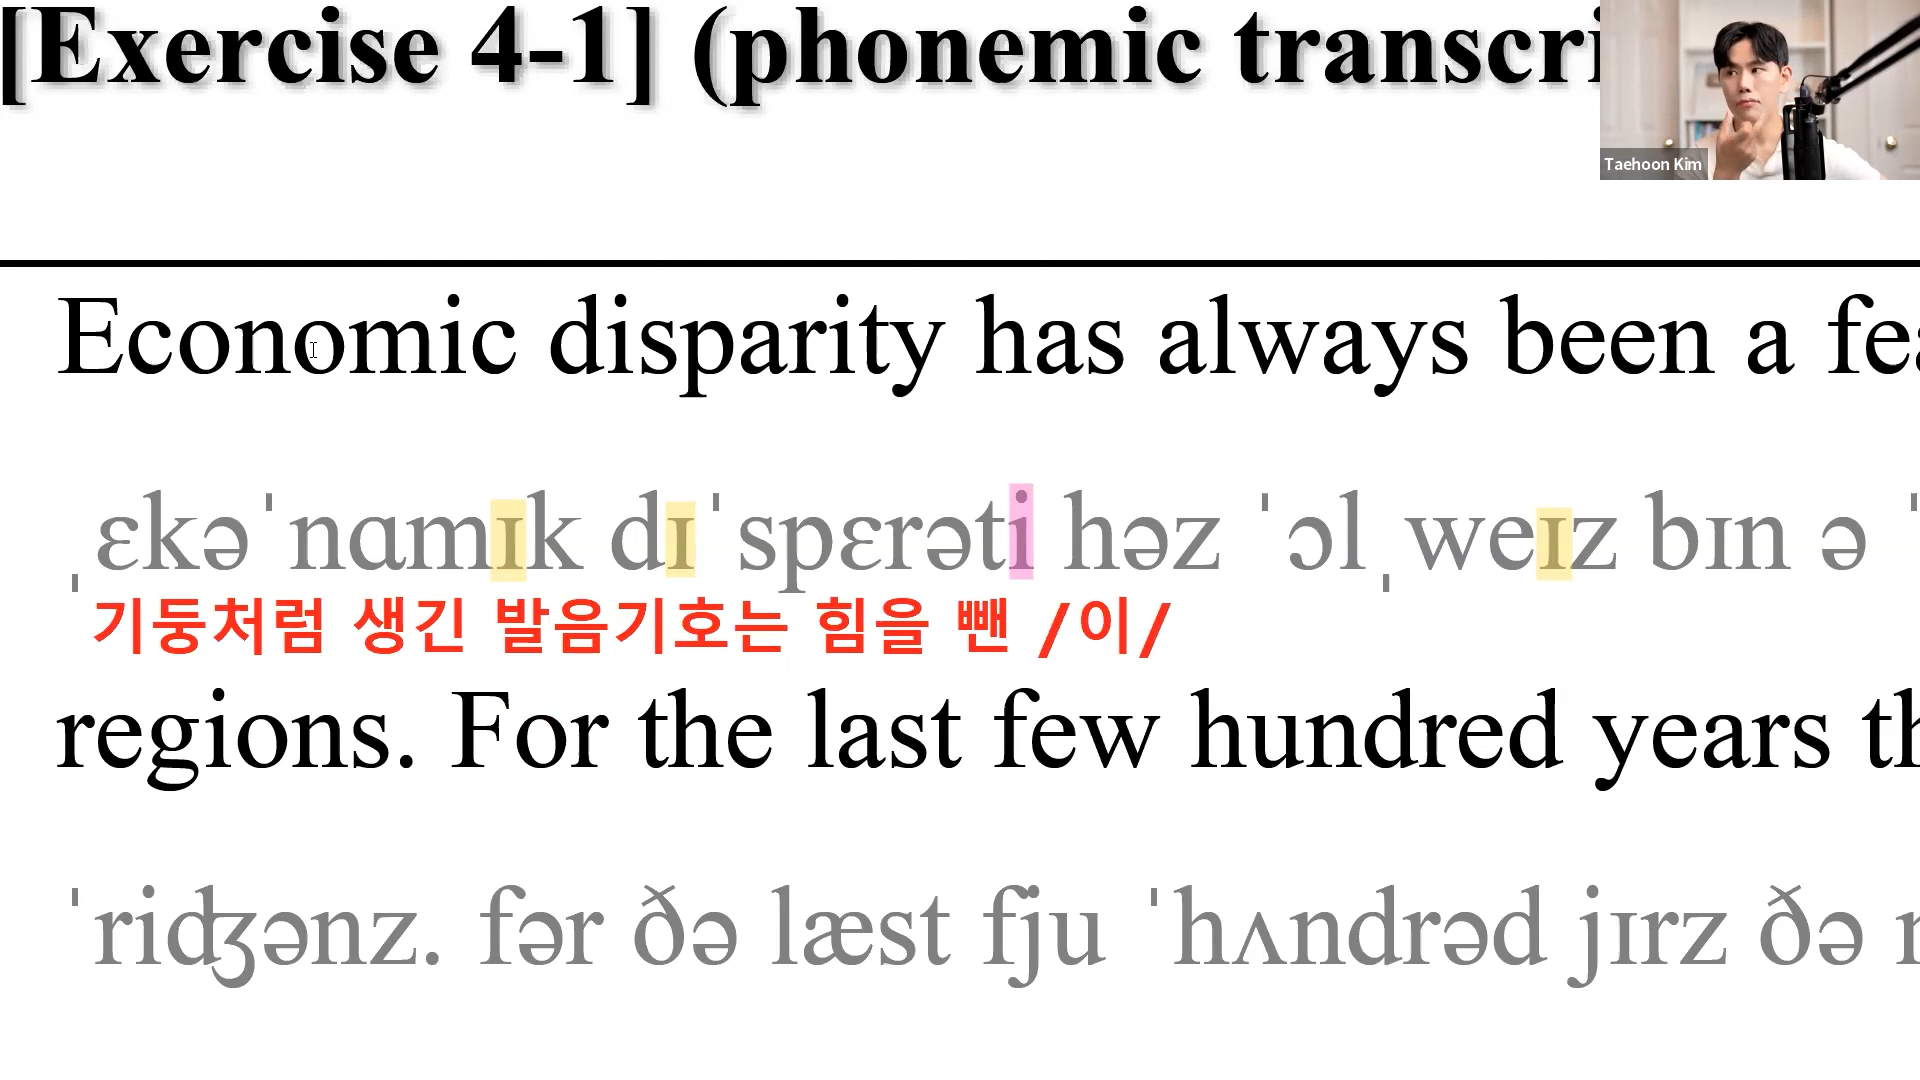 [Exercise 4-1] (phonemic transcri
Taehoon Kim
Economic disparity has always been a fea
ˌɛkəˈnɑmɪk dɪˈspɛrəti həz ˈɔlˌweɪz bɪn ə ˈ
기둥처럼 생긴 발음기호는 힘을 뺀 /이/
regions. For the last few hundred years th
ˈriʤənz. fər ðə læst fju ˈhʌndrəd jɪrz ðə r